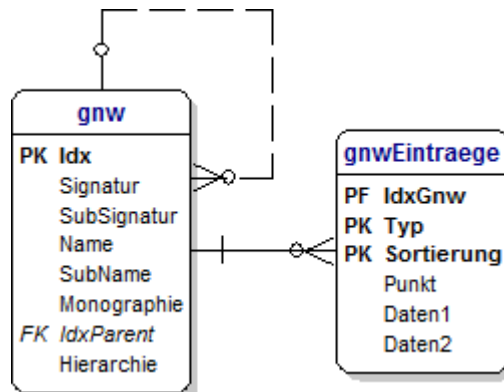 gnw
PK Idx
Signatur
SubSignatur
Name
SubName
Monographie
FK IdxParent
Hierarchie
gnwEintraege
PF IdxGnw
PK Typ
PK Sortierung
Punkt
Daten1
Daten2